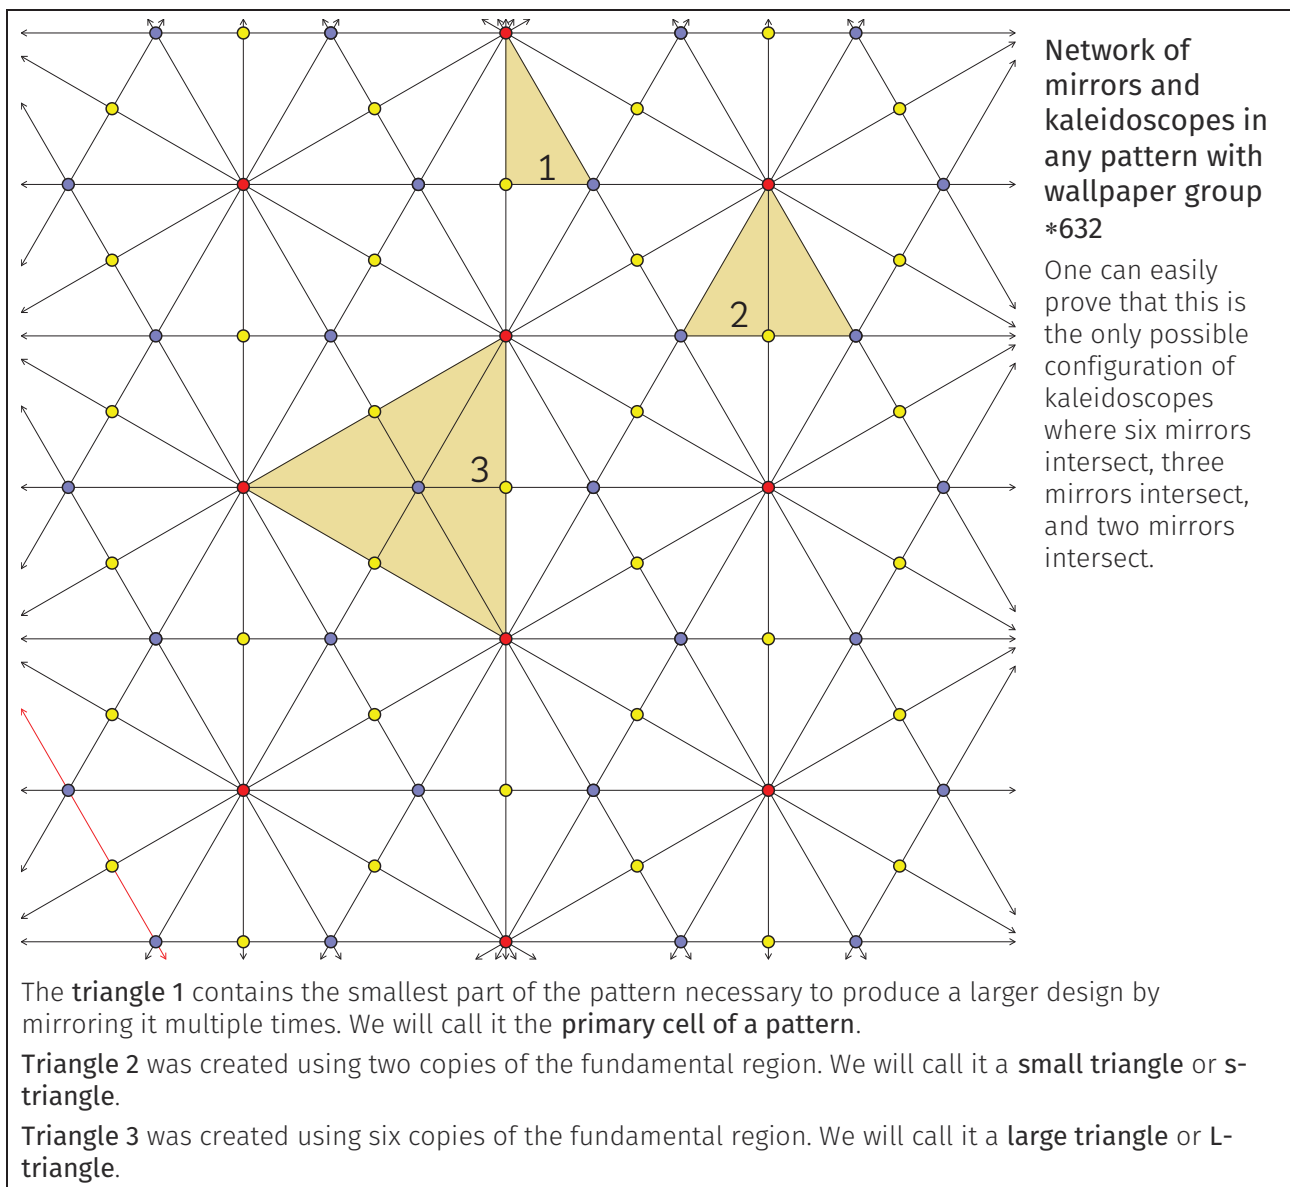 Network of
mirrors and
kaleidoscopes in
any pattern with
wallpaper group
*632
One can easily
prove that this is
the only possible
configuration of
kaleidoscopes
where six mirrors
intersect, three
mirrors intersect,
and two mirrors
intersect.
1
2
3
The triangle 1 contains the smallest part of the pattern necessary to produce a larger design by
mirroring it multiple times. We will call it the primary cell of a pattern.
Triangle 2 was created using two copies of the fundamental region. We will call it a small triangle or s-
triangle.
Triangle 3 was created using six copies of the fundamental region. We will call it a large triangle or L-
triangle.